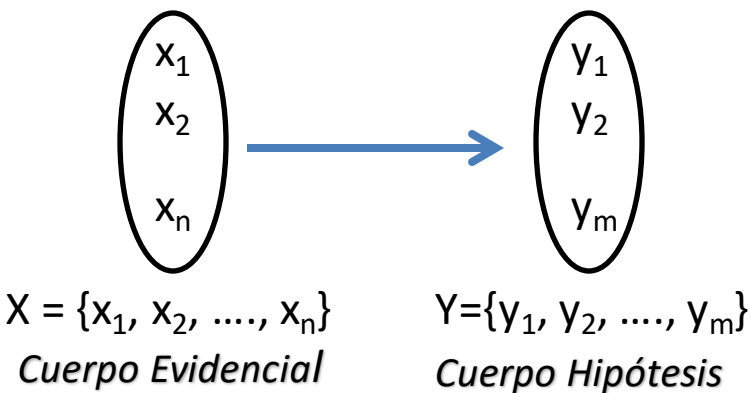 x₁ y₁
x₂ y₂
xₙ yₘ
X = {x₁, x₂, …., xₙ} Y={y₁, y₂, …., yₘ}
Cuerpo Evidencial Cuerpo Hipótesis